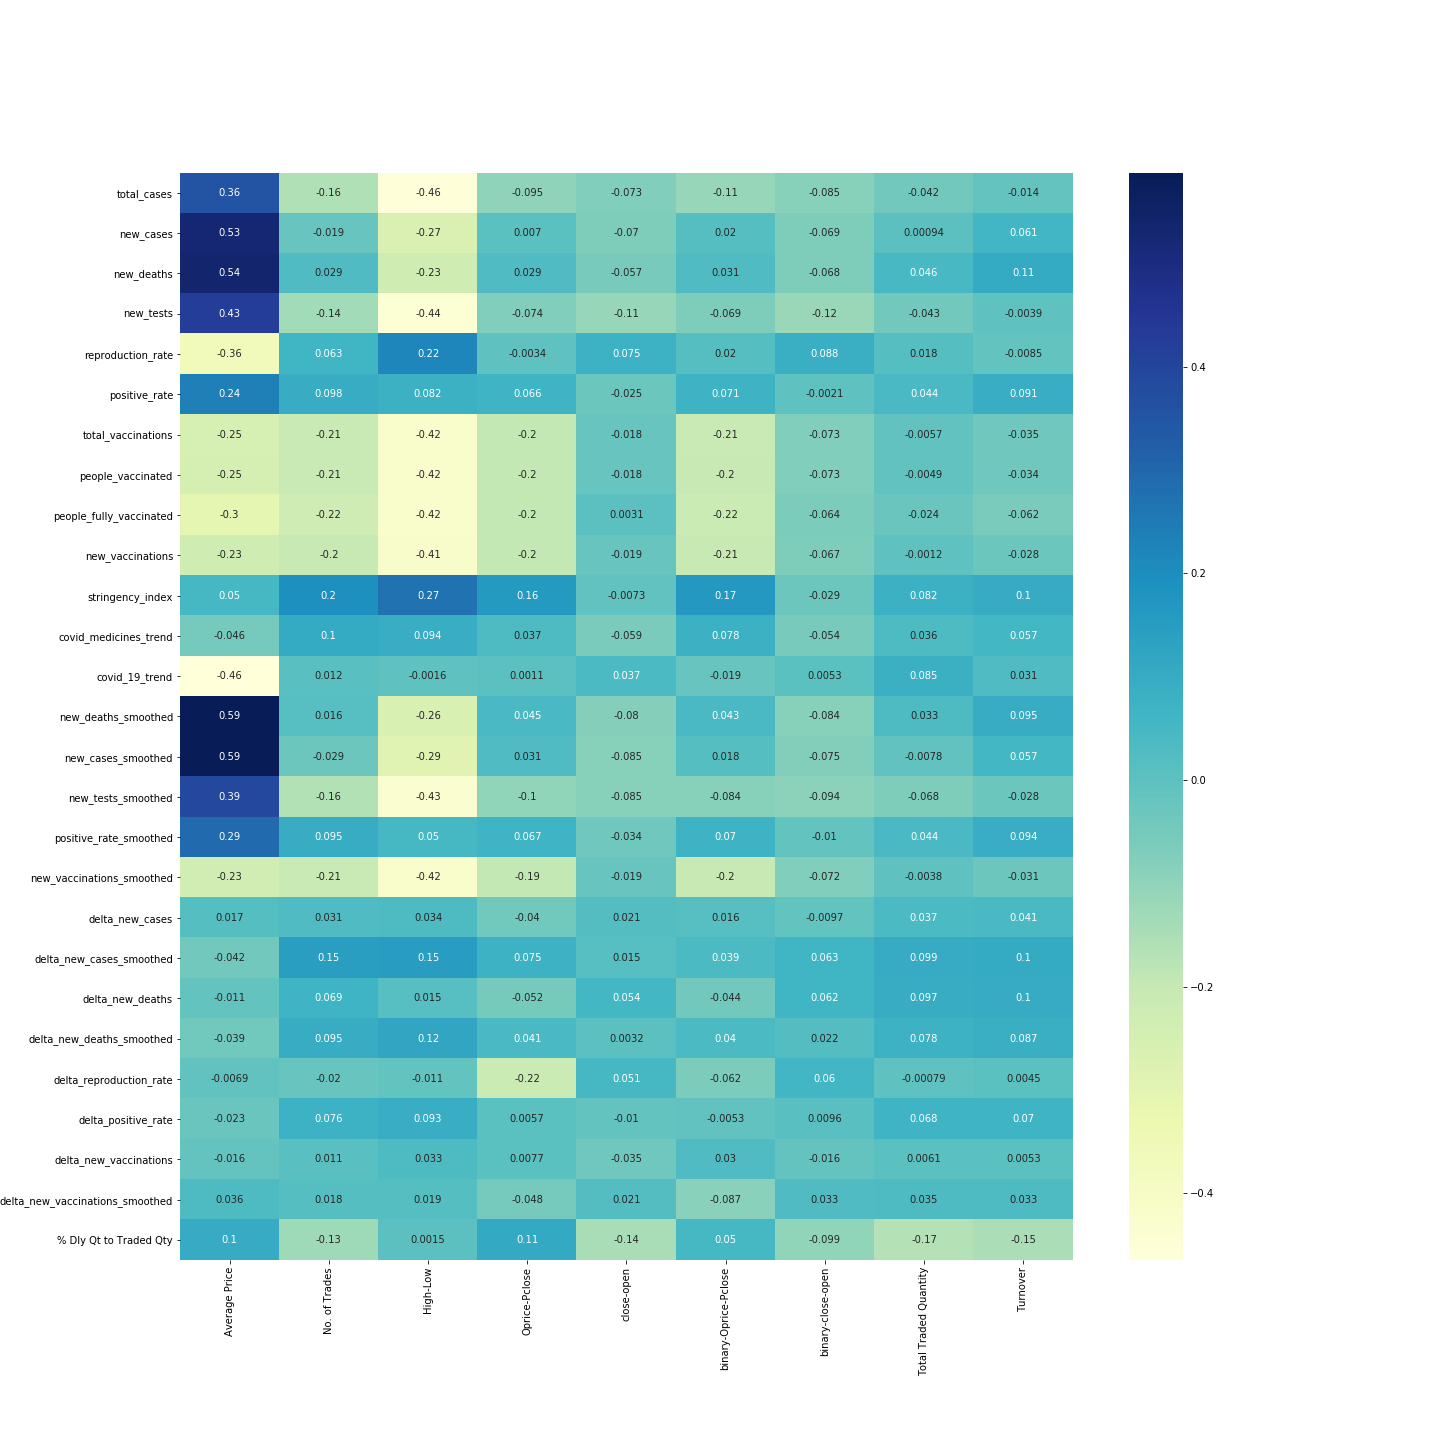 total_cases 0.36 -0.16 -0.46 -0.095 -0.073 -0.11 -0.085 -0.042 -0.014
new_cases 0.53 -0.019 -0.27 0.007 -0.07 0.02 -0.069 0.00094 0.061
new_deaths 0.54 0.029 -0.23 0.029 -0.057 0.031 -0.068 0.046 0.11
new_tests 0.43 -0.14 -0.44 -0.074 -0.11 -0.069 -0.12 -0.043 -0.0039
reproduction_rate -0.36 0.063 0.22 -0.0034 0.075 0.02 0.088 0.018 -0.0085
0.4
positive_rate 0.24 0.098 0.082 0.066 -0.025 0.071 -0.0021 0.044 0.091
total_vaccinations -0.25 -0.21 -0.42 -0.2 -0.018 -0.21 -0.073 -0.0057 -0.035
people_vaccinated -0.25 -0.21 -0.42 -0.2 -0.018 -0.2 -0.073 -0.0049 -0.034
people_fully_vaccinated -0.3 -0.22 -0.42 -0.2 0.0031 -0.22 -0.064 -0.024 -0.062
new_vaccinations -0.23 -0.2 -0.41 -0.2 -0.019 -0.21 -0.067 -0.0012 -0.028
0.2
stringency_index 0.05 0.2 0.27 0.16 -0.0073 0.17 -0.029 0.082 0.1
covid_medicines_trend -0.046 0.1 0.094 0.037 -0.059 0.078 -0.054 0.036 0.057
covid_19_trend -0.46 0.012 -0.0016 0.0011 0.037 -0.019 0.0053 0.085 0.031
new_deaths_smoothed 0.59 0.016 -0.26 0.045 -0.08 0.043 -0.084 0.033 0.095
new_cases_smoothed 0.59 -0.029 -0.29 0.031 -0.085 0.018 -0.075 -0.0078 0.057
0.0
new_tests_smoothed 0.39 -0.16 -0.43 -0.1 -0.085 -0.084 -0.094 -0.068 -0.028
positive_rate_smoothed 0.29 0.095 0.05 0.067 -0.034 0.07 -0.01 0.044 0.094
new_vaccinations_smoothed -0.23 -0.21 -0.42 -0.19 -0.019 -0.2 -0.072 -0.0038 -0.031
delta_new_cases 0.017 0.031 0.034 -0.04 0.021 0.016 -0.0097 0.037 0.041
delta_new_cases_smoothed -0.042 0.15 0.15 0.075 0.015 0.039 0.063 0.099 0.1
−0.2
delta_new_deaths -0.011 0.069 0.015 -0.052 0.054 -0.044 0.062 0.097 0.1
delta_new_deaths_smoothed -0.039 0.095 0.12 0.041 0.0032 0.04 0.022 0.078 0.087
delta_reproduction_rate -0.0069 -0.02 -0.011 -0.22 0.051 -0.062 0.06 -0.00079 0.0045
delta_positive_rate -0.023 0.076 0.093 0.0057 -0.01 -0.0053 0.0096 0.068 0.07
delta_new_vaccinations -0.016 0.011 0.033 0.0077 -0.035 0.03 -0.016 0.0061 0.0053
−0.4
delta_new_vaccinations_smoothed 0.036 0.018 0.019 -0.048 0.021 -0.087 0.033 0.035 0.033
% Dly Qt to Traded Qty 0.1 -0.13 0.0015 0.11 -0.14 0.05 -0.099 -0.17 -0.15
Average Price
No. of Trades
High-Low
Oprice-Pclose
close-open
binary-Oprice-Pclose
binary-close-open
Total Traded Quantity
Turnover